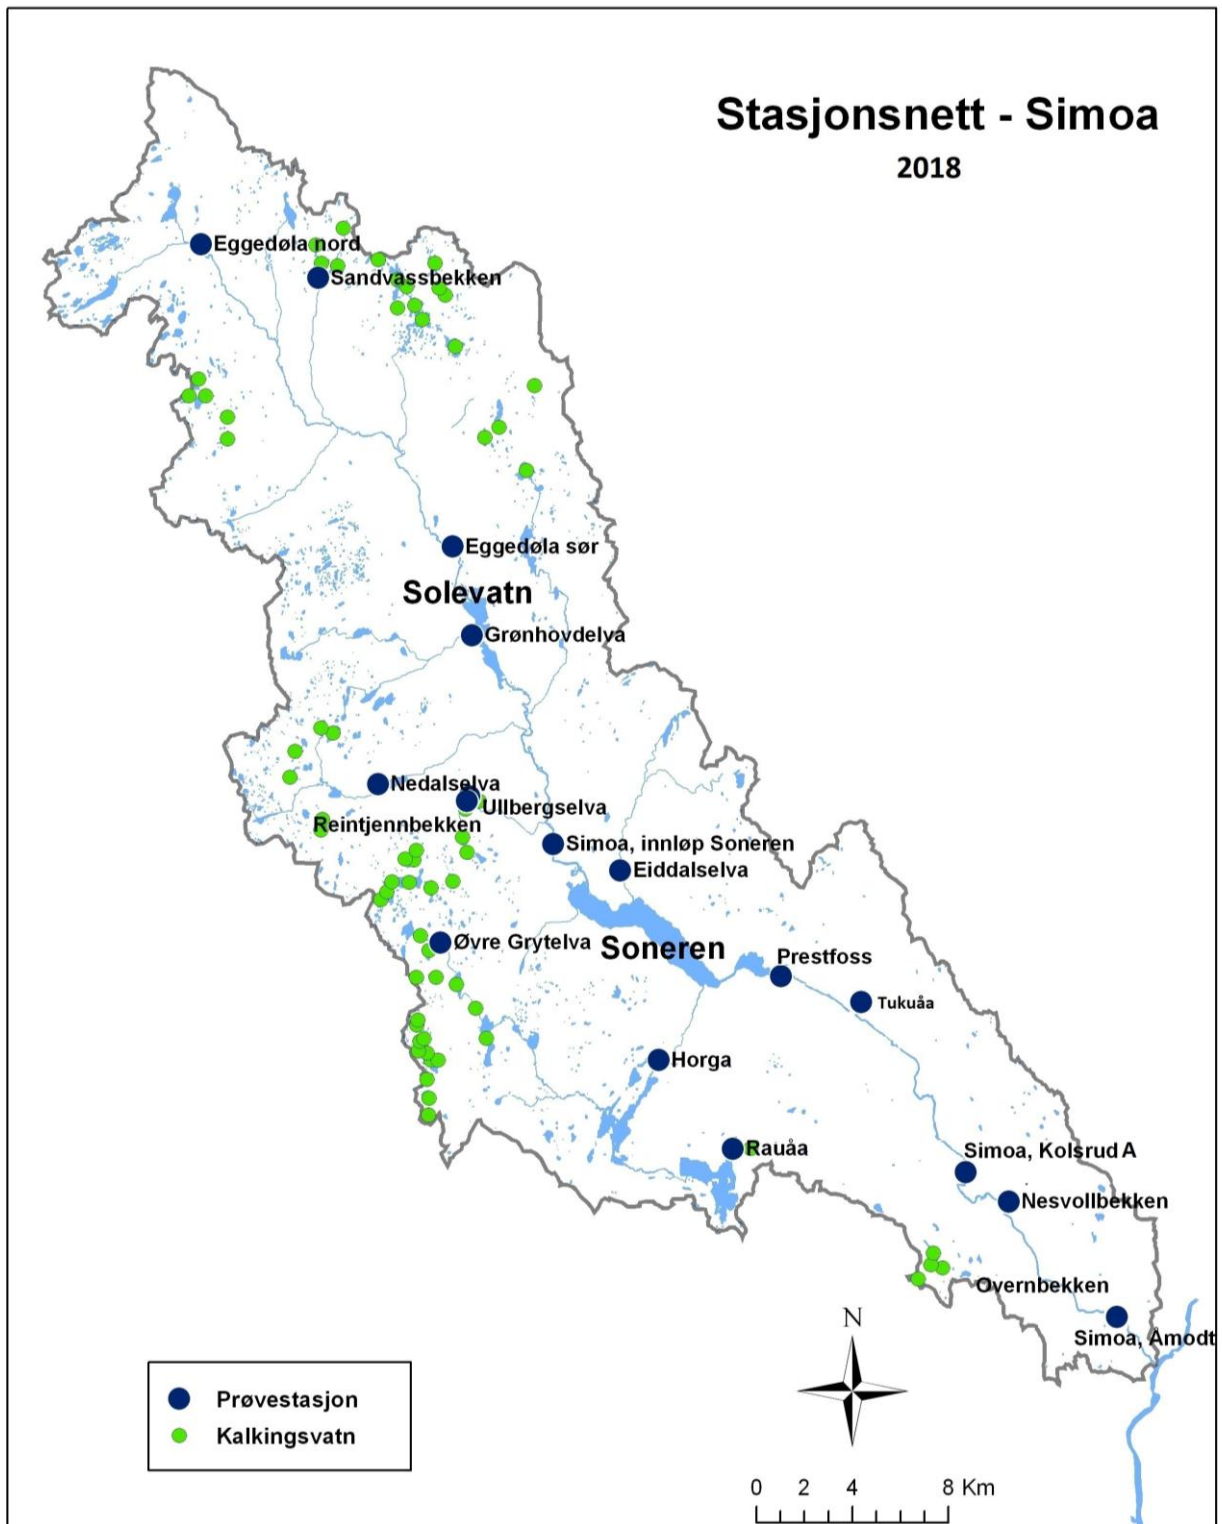 Stasjonsnett - Simoa
2018
Eggedøla nord
Sandvassbekken
Eggedøla sør
Solevatn
Grønhovdelva
Nedalselva
Ullbergselva
Reintjennbekken
Simoa, innløp Soneren
Eiddalselva
Øvre Grytelva
Soneren
Prestfoss
Tukuåa
Horga
Rauåa
Simoa, Kolsrud A
Nesvollbekken
Overnbekken
Simoa, Åmodt
N
Prøvestasjon
Kalkingsvatn
0 2 4 8 Km